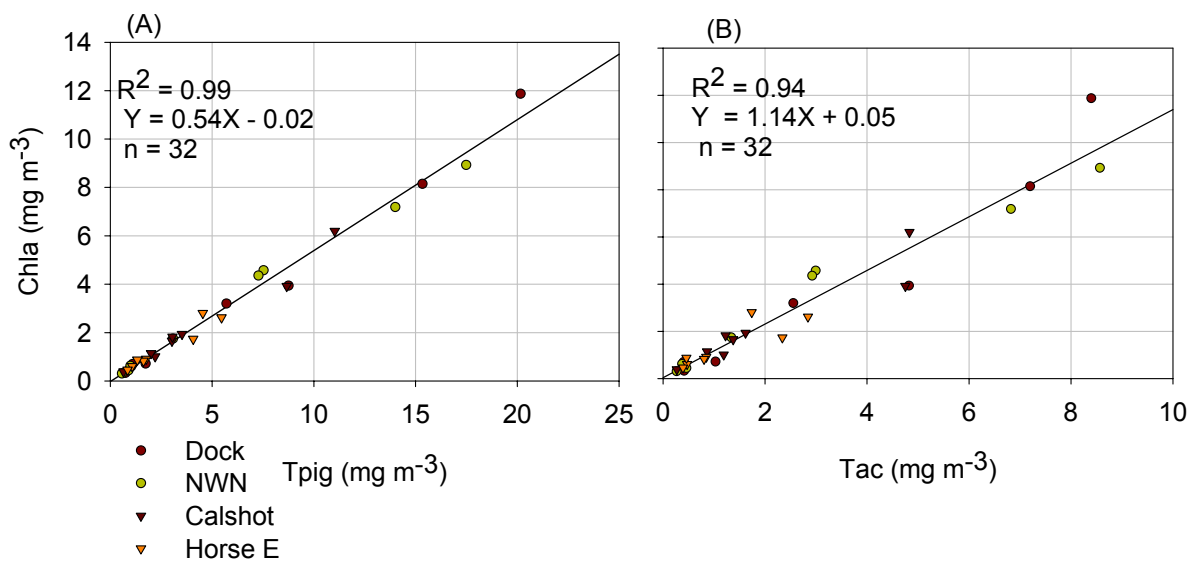 (A)
R2 = 0.99
Y = 0.54X - 0.02
n = 32
Chla (mg m-3)
14
12
10
8
6
4
2
0
0 5 10 15 20 25
Tpig (mg m-3)
(B)
R2 = 0.94
Y = 1.14X + 0.05
n = 32
0 2 4 6 8 10
Tac (mg m-3)
Dock
NWN
Calshot
Horse E